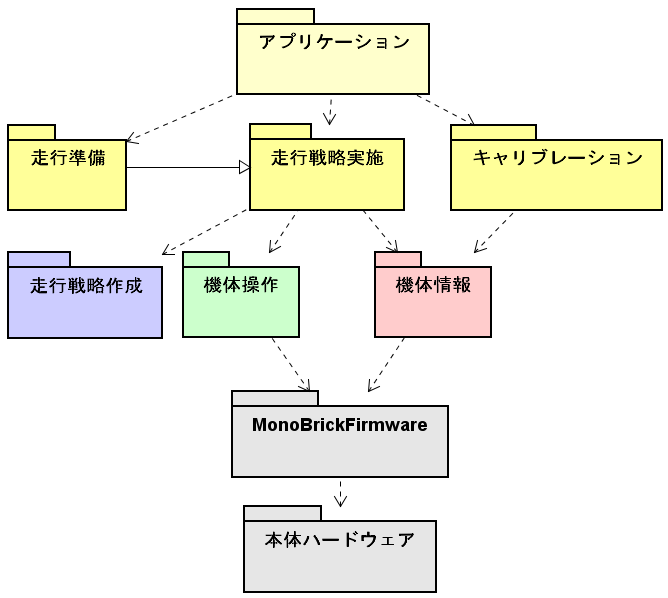 アプリケーション
走行準備
走行戦略実施
キャリブレーション
走行戦略作成
機体操作
機体情報
MonoBrickFirmware
本体ハードウェア